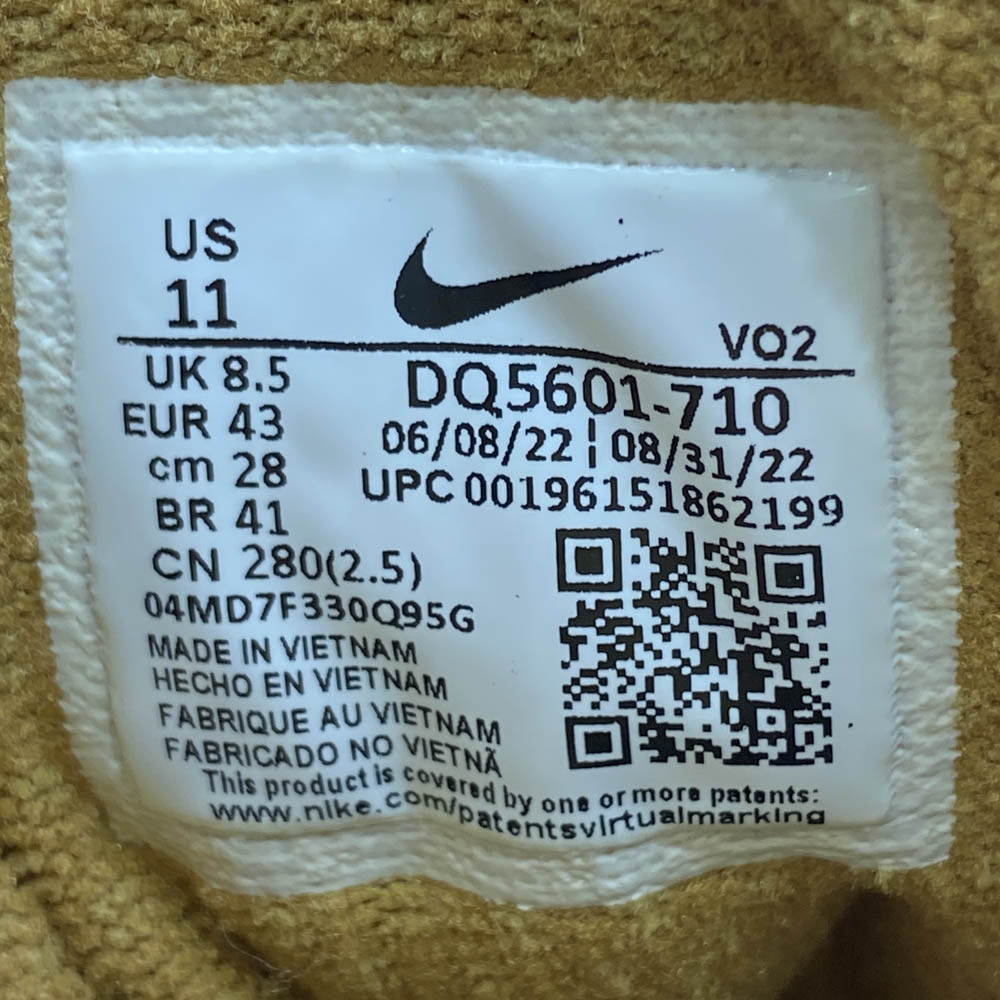 US
11
VO2
UK 8.5
EUR 43
cm 28
BR 41
CN 280(2.5)
04MD7F330Q95G
DQ5601-710
06/08/22 | 08/31/22
UPC 00196151862199
MADE IN VIETNAM
HECHO EN VIETNAM
FABRIQUE AU VIETNAM
FABRICADO NO VIETNÃ
This product is covered by one or more patents:
www.nike.com/patentsvirtualmarking